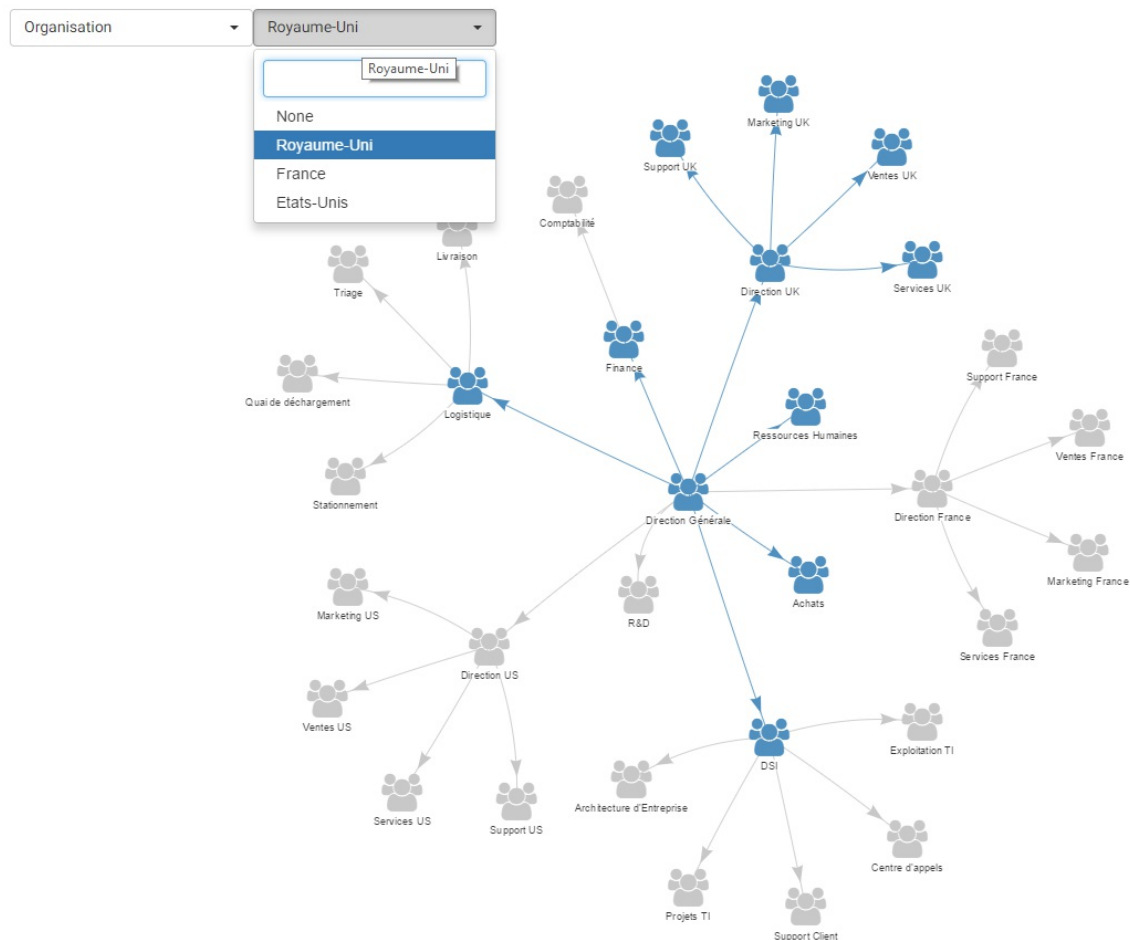 Organisation
Royaume-Uni
Royaume-Uni
None
Royaume-Uni
France
Etats-Unis
Marketing UK
Support UK
Ventes UK
Comptabilité
Livraison
Direction UK
Services UK
Triage
Finance
Support France
Quai de déchargement
Logistique
Ressources Humaines
Ventes France
Stationnement
Direction Générale
Direction France
Marketing France
Achats
Marketing US
R&D
Services France
Direction US
Ventes US
Exploitation TI
DSI
Architecture d'Entreprise
Services US
Support US
Centre d'appels
Projets TI
Support Client